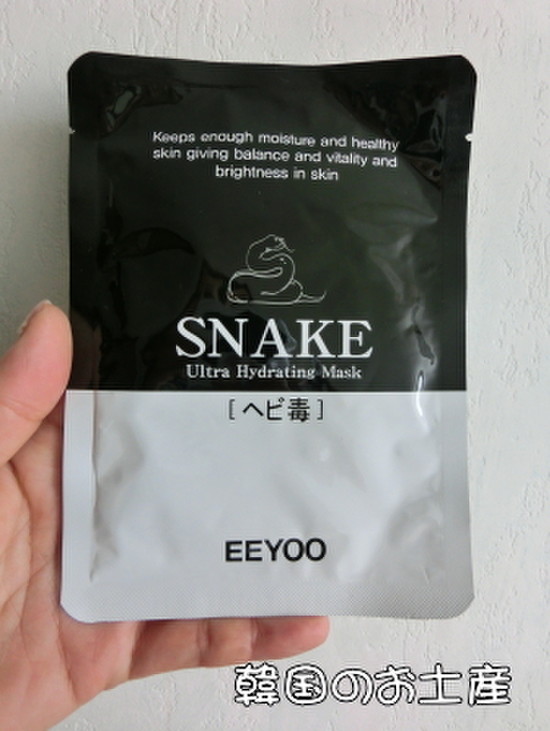 Keeps enough moisture and healthy
skin giving balance and vitality and
brightness in skin
SNAKE
Ultra Hydrating Mask
[ヘビ毒]
EEYOO
韓国のお土産